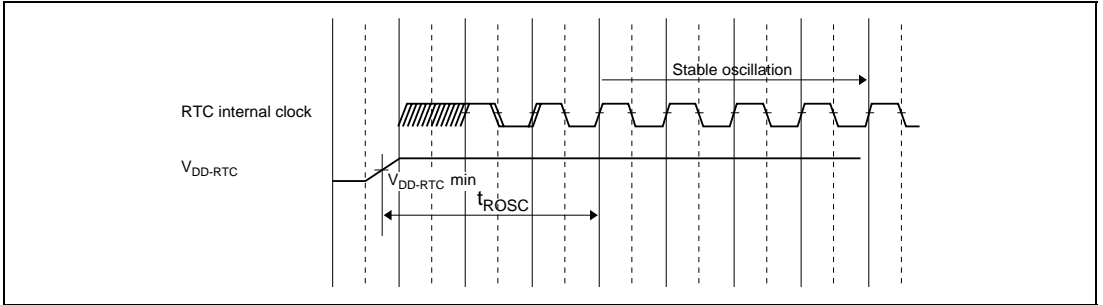 Stable oscillation
RTC internal clock
VDD-RTC
VDD-RTC min
tROSC